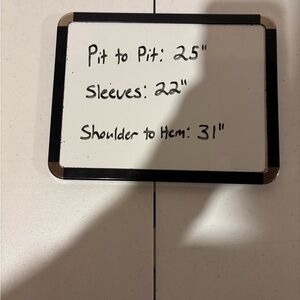 Pit to Pit: 25"
Sleeves: 22"
Shoulder to Hem: 31"